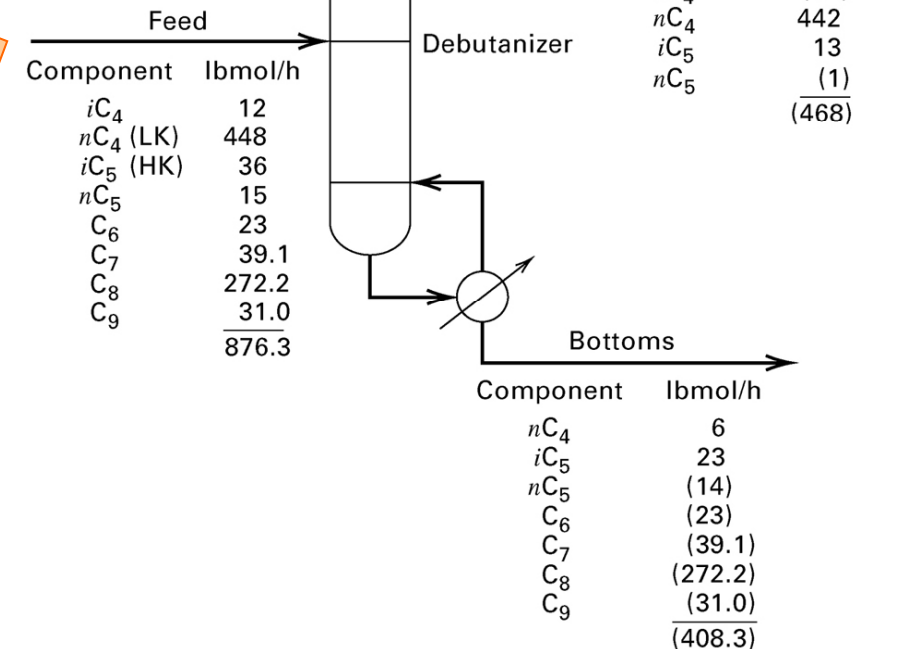 Feed
Component lbmol/h
iC4 12
nC4 (LK) 448
iC5 (HK) 36
nC5 15
C6 23
C7 39.1
C8 272.2
C9 31.0
876.3
Debutanizer
nC4 442
iC5 13
nC5 (1)
(468)
Bottoms
Component lbmol/h
nC4 6
iC5 23
nC5 (14)
C6 (23)
C7 (39.1)
C8 (272.2)
C9 (31.0)
(408.3)